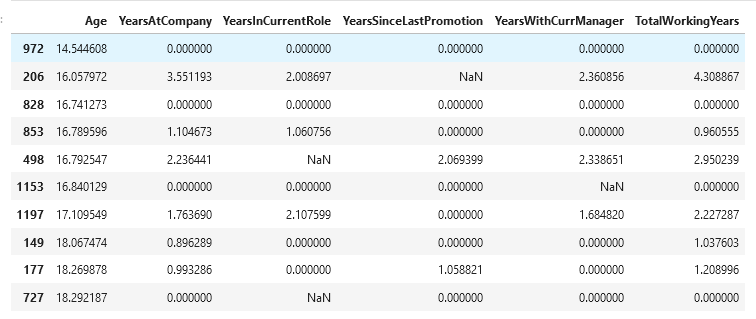 Age YearsAtCompany YearsInCurrentRole YearsSinceLastPromotion YearsWithCurrManager TotalWorkingYears
972 14.544608 0.000000 0.000000 0.000000 0.000000 0.000000
206 16.057972 3.551193 2.008697 NaN 2.360856 4.308867
828 16.741273 0.000000 0.000000 0.000000 0.000000 0.000000
853 16.789596 1.104673 1.060756 0.000000 0.000000 0.960555
498 16.792547 2.236441 NaN 2.069399 2.338651 2.950239
1153 16.840129 0.000000 0.000000 0.000000 NaN 0.000000
1197 17.109549 1.763690 2.107599 0.000000 1.684820 2.227287
149 18.067474 0.896289 0.000000 0.000000 0.000000 1.037603
177 18.269878 0.993286 0.000000 1.058821 0.000000 1.208996
727 18.292187 0.000000 NaN 0.000000 0.000000 0.000000